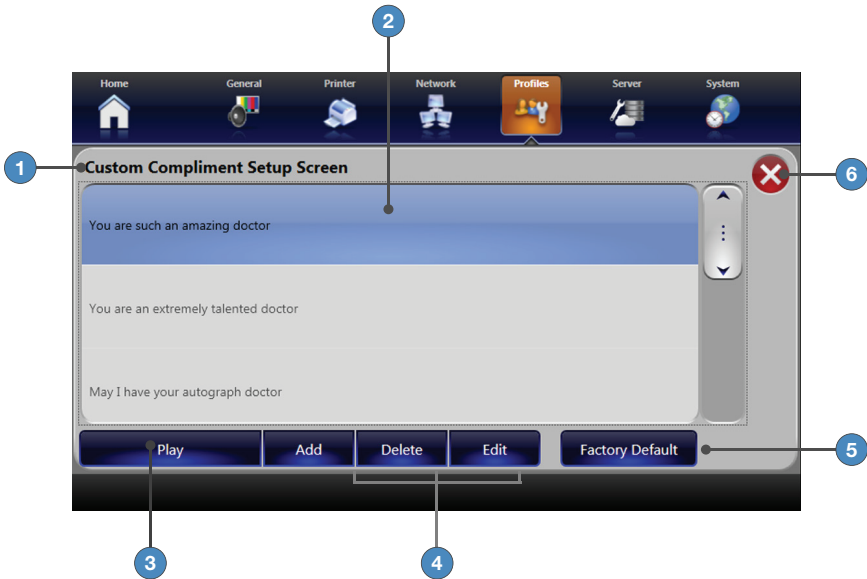 2
Home General Printer Network Profiles Server System
1
Custom Compliment Setup Screen
6
You are such an amazing doctor
You are an extremely talented doctor
May I have your autograph doctor
Play Add Delete Edit Factory Default
5
3
4